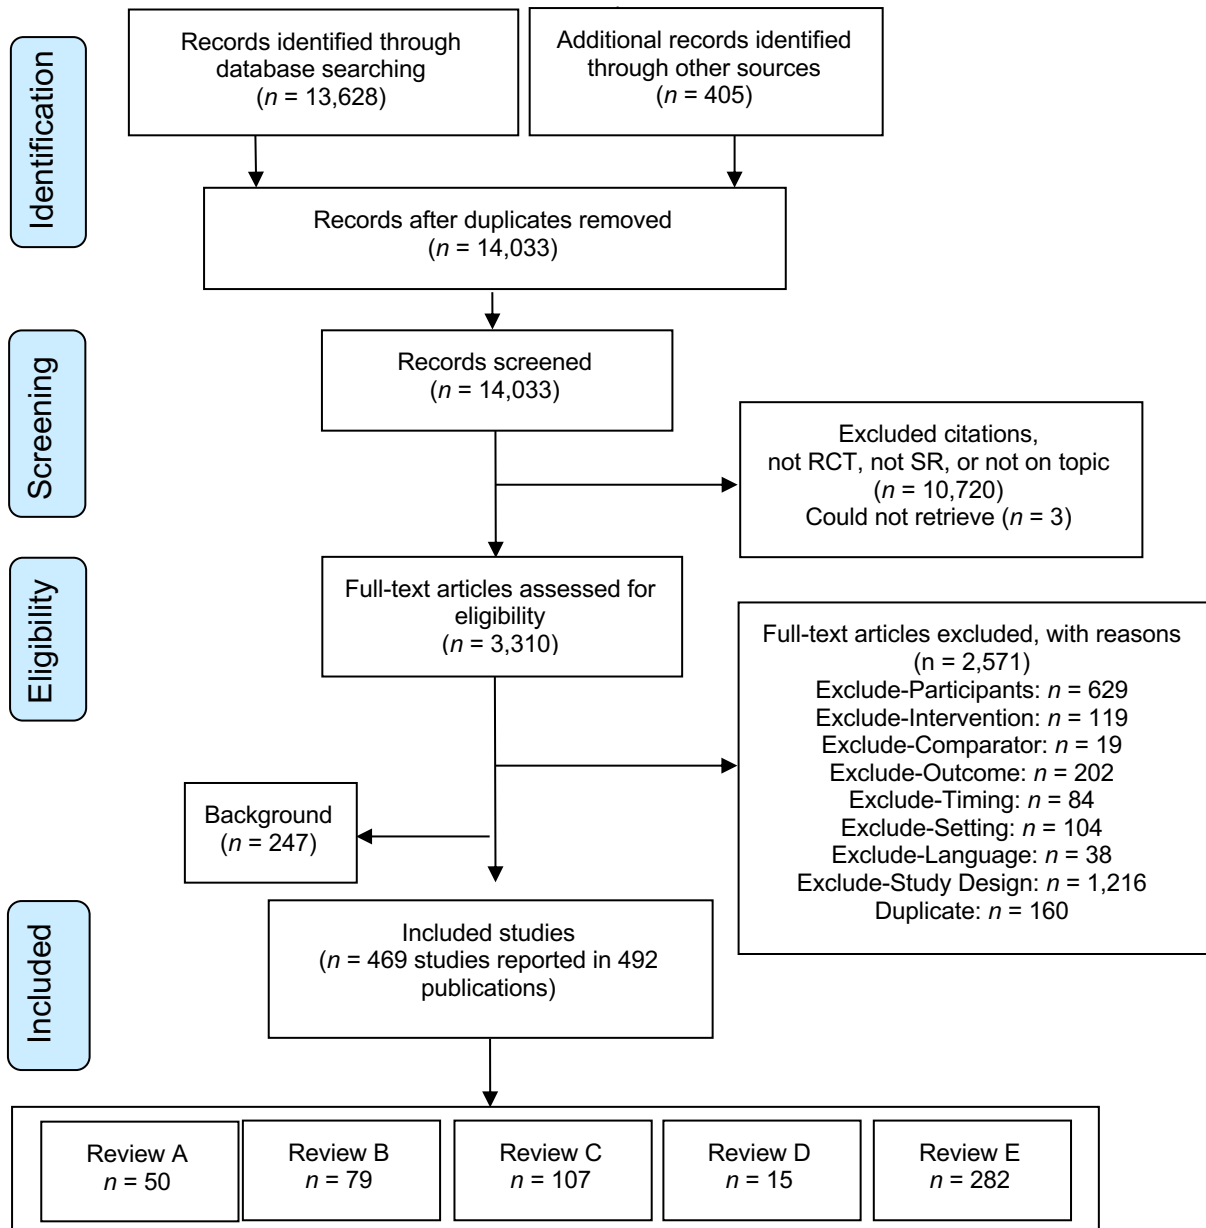 Identification
Records identified through
database searching
(n = 13,628)
Additional records identified
through other sources
(n = 405)
Records after duplicates removed
(n = 14,033)
Screening
Records screened
(n = 14,033)
Excluded citations,
not RCT, not SR, or not on topic
(n = 10,720)
Could not retrieve (n = 3)
Eligibility
Full-text articles assessed for
eligibility
(n = 3,310)
Full-text articles excluded, with reasons
(n = 2,571)
Exclude-Participants: n = 629
Exclude-Intervention: n = 119
Exclude-Comparator: n = 19
Exclude-Outcome: n = 202
Exclude-Timing: n = 84
Exclude-Setting: n = 104
Exclude-Language: n = 38
Exclude-Study Design: n = 1,216
Duplicate: n = 160
Background
(n = 247)
Included
Included studies
(n = 469 studies reported in 492
publications)
Review A
n = 50
Review B
n = 79
Review C
n = 107
Review D
n = 15
Review E
n = 282